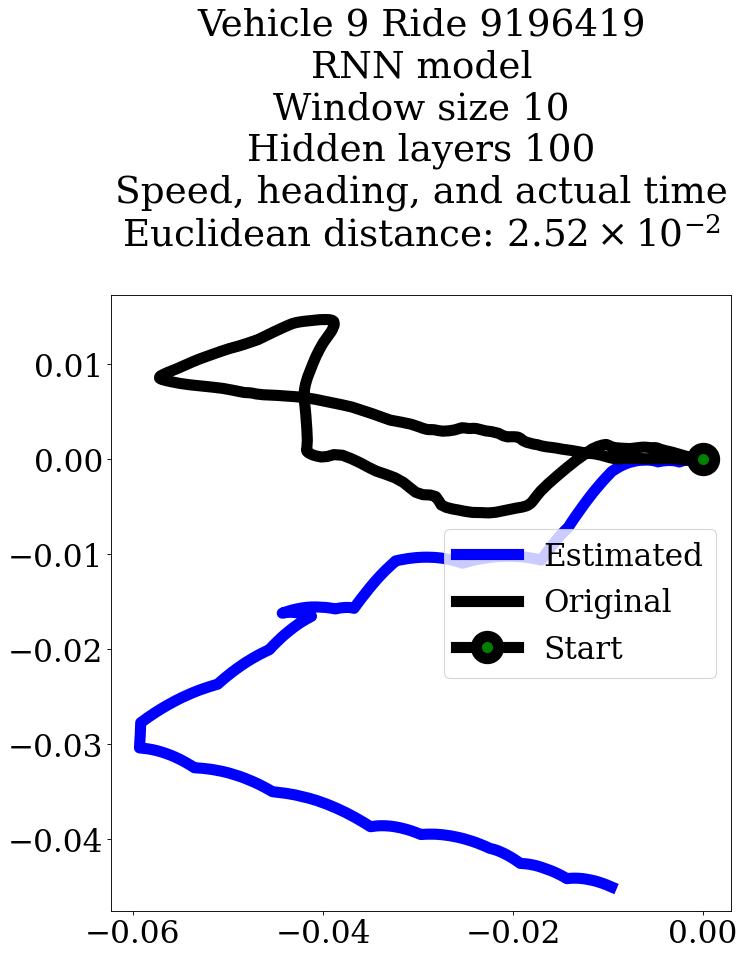 Vehicle 9 Ride 9196419
RNN model
Window size 10
Hidden layers 100
Speed, heading, and actual time
Euclidean distance: 2.52 × 10⁻²
0.01
0.00
−0.01
−0.02
−0.03
−0.04
Estimated
Original
Start
−0.06
−0.04
−0.02
0.00